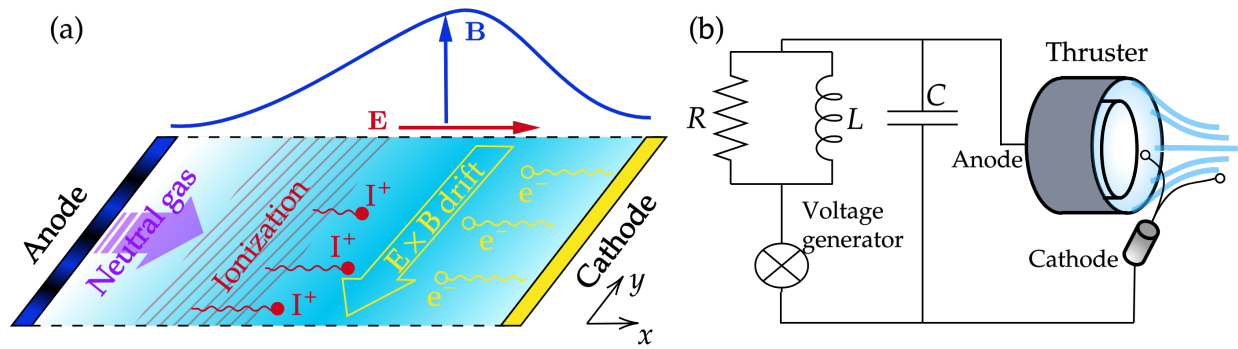 (a)
B
E
Anode
Neutral gas
Ionization
I+
I+
I+
E × B drift
e−
e−
e−
Cathode
y
x
(b)
R
L
C
Voltage
generator
Thruster
Anode
Cathode